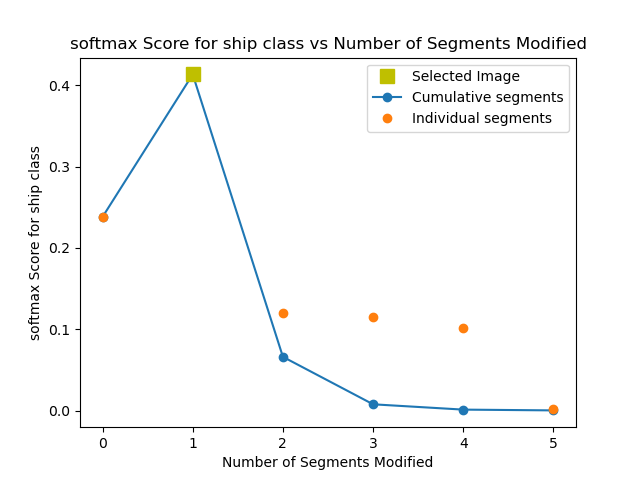 softmax Score for ship class vs Number of Segments Modified
Selected Image
Cumulative segments
Individual segments
softmax Score for ship class
0.4
0.3
0.2
0.1
0.0
0 1 2 3 4 5
Number of Segments Modified